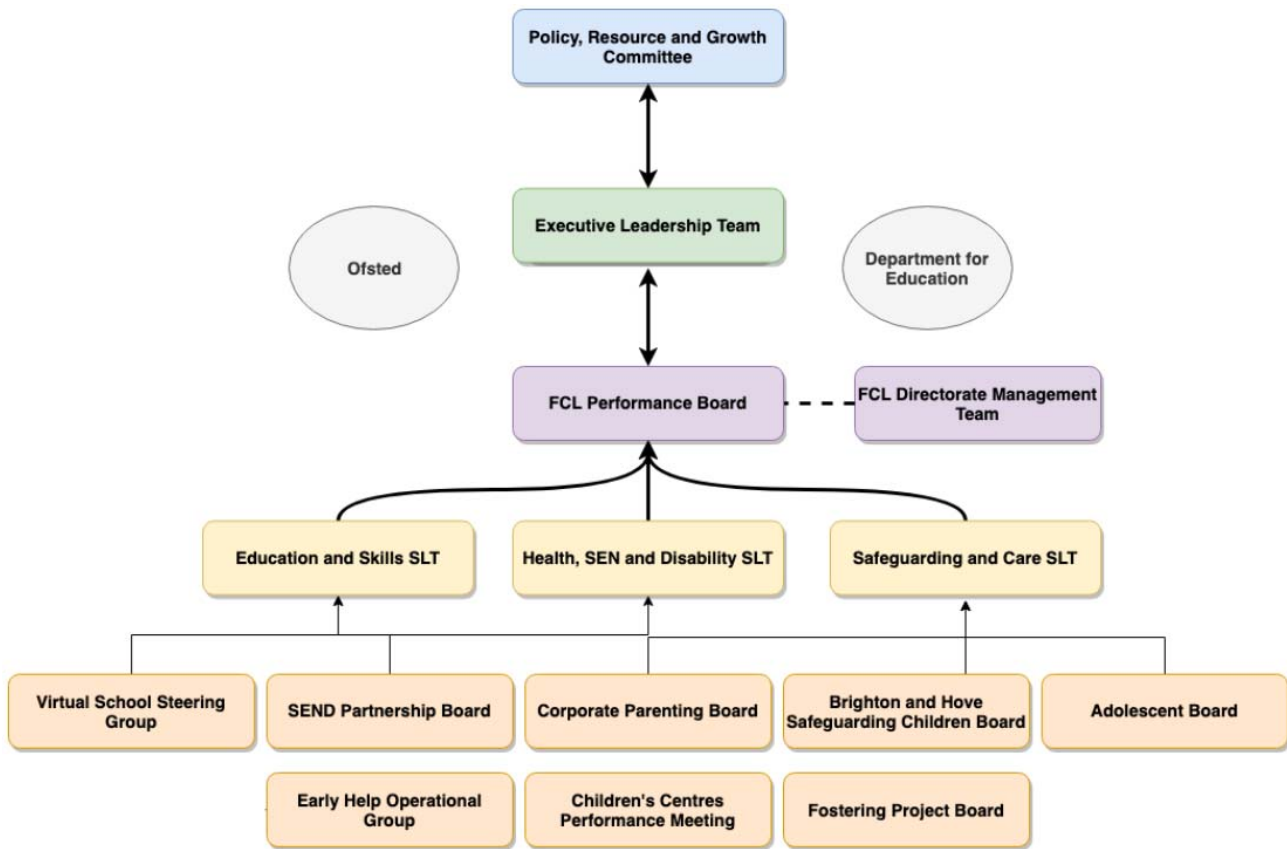 Policy, Resource and Growth
Committee
Executive Leadership Team
Ofsted
Department for
Education
FCL Performance Board
FCL Directorate Management
Team
Education and Skills SLT
Health, SEN and Disability SLT
Safeguarding and Care SLT
Virtual School Steering
Group
SEND Partnership Board
Corporate Parenting Board
Brighton and Hove
Safeguarding Children Board
Adolescent Board
Early Help Operational
Group
Children's Centres
Performance Meeting
Fostering Project Board